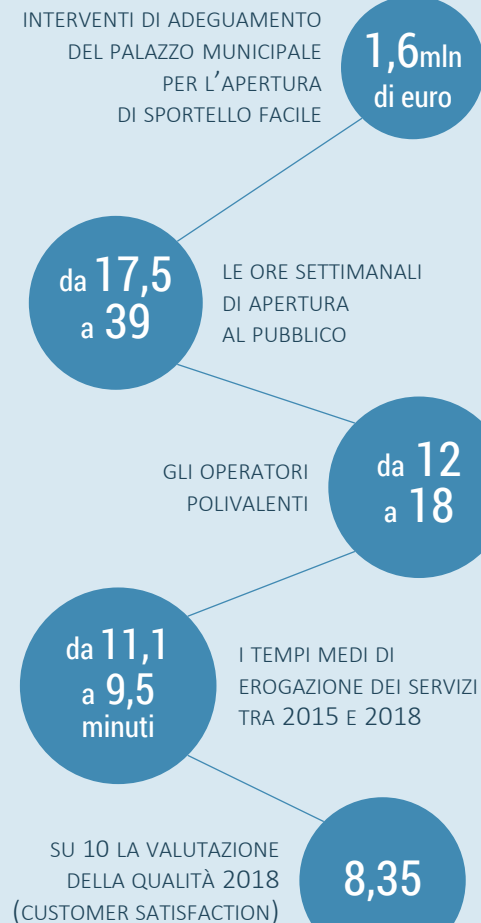 INTERVENTI DI ADEGUAMENTO
DEL PALAZZO MUNICIPALE
PER L'APERTURA
DI SPORTELLO FACILE
1,6mln
di euro
da 17,5
a 39
LE ORE SETTIMANALI
DI APERTURA
AL PUBBLICO
GLI OPERATORI
POLIVALENTI
da 12
a 18
da 11,1
a 9,5
minuti
I TEMPI MEDI DI
EROGAZIONE DEI SERVIZI
TRA 2015 E 2018
SU 10 LA VALUTAZIONE
DELLA QUALITÀ 2018
(CUSTOMER SATISFACTION)
8,35